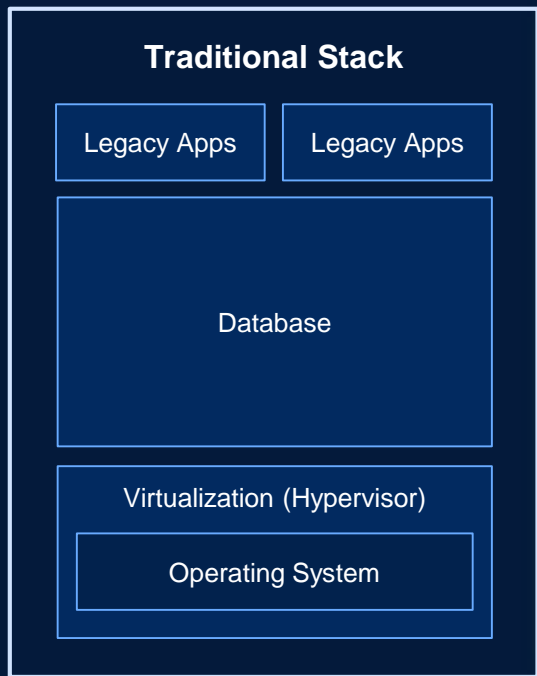 Traditional Stack
Legacy Apps
Legacy Apps
Database
Virtualization (Hypervisor)
Operating System